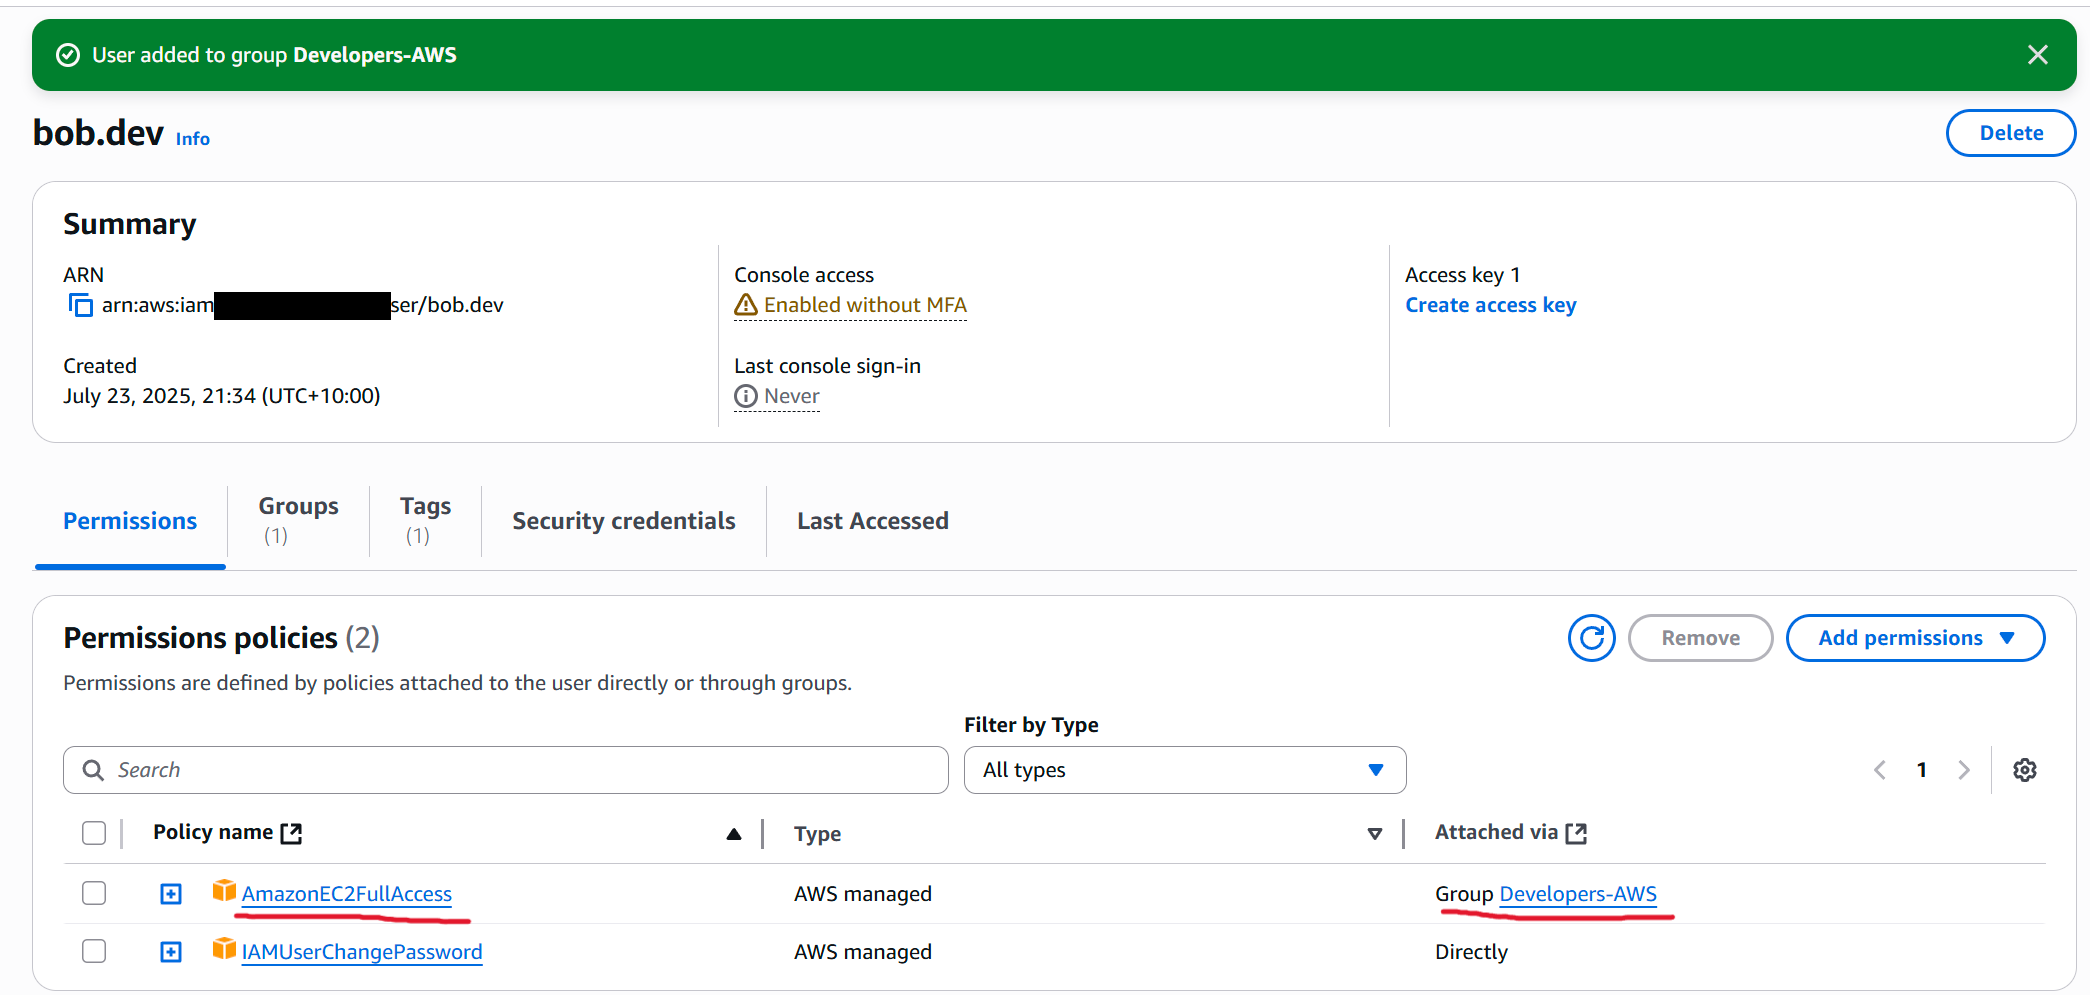 User added to group Developers-AWS
bob.dev Info
Delete
Summary
ARN
arn:aws:iam ser/bob.dev
Created
July 23, 2025, 21:34 (UTC+10:00)
Console access
Enabled without MFA
Last console sign-in
Never
Access key 1
Create access key
Permissions
Groups
(1)
Tags
(1)
Security credentials
Last Accessed
Permissions policies (2)
Remove
Add permissions
Permissions are defined by policies attached to the user directly or through groups.
Filter by Type
Search
All types
1
Policy name Type Attached via
AmazonEC2FullAccess AWS managed Group Developers-AWS
IAMUserChangePassword AWS managed Directly